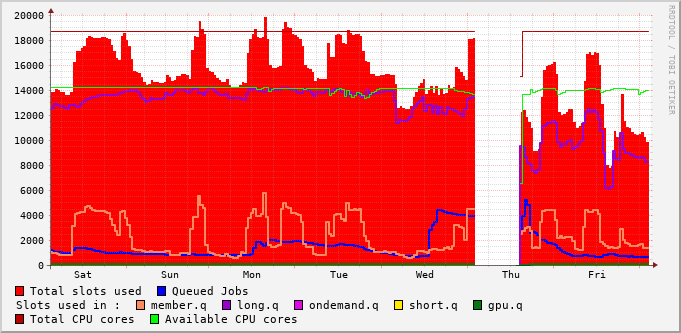 RRDTOOL / TOBI OETIKER
20000
18000
16000
14000
12000
10000
8000
6000
4000
2000
0
Sat Sun Mon Tue Wed Thu Fri
Total slots used Queued Jobs
Slots used in : member.q long.q ondemand.q short.q gpu.q
Total CPU cores Available CPU cores